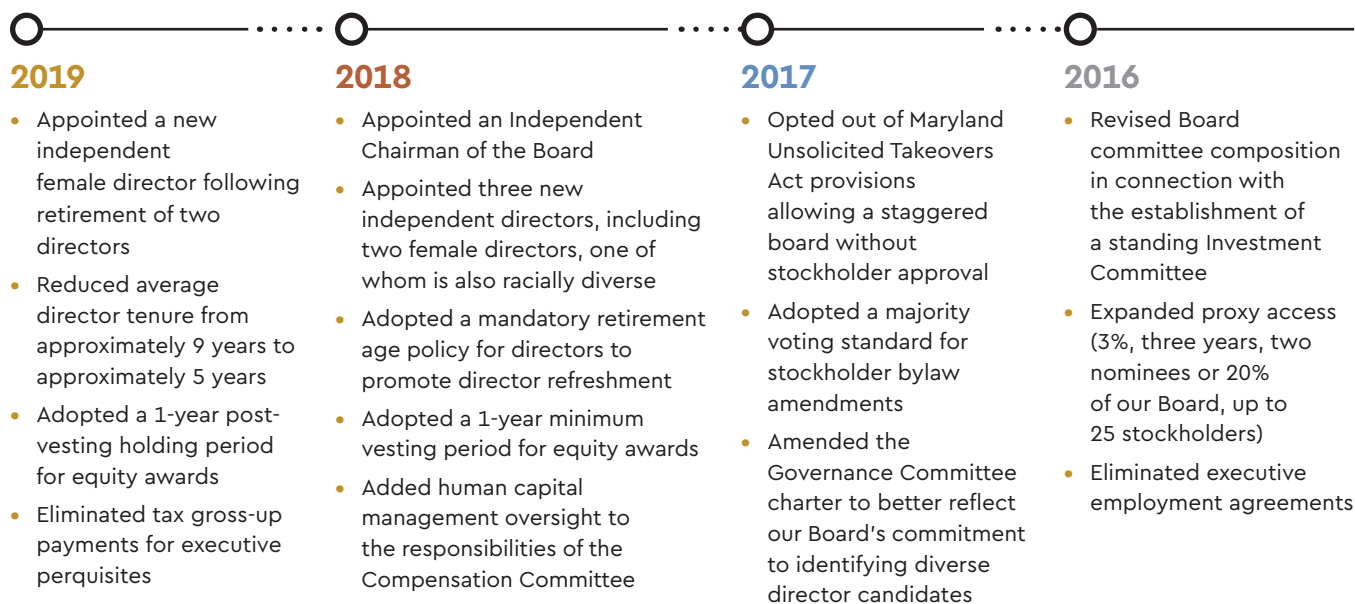 2019
• Appointed a new
independent
female director following
retirement of two
directors
• Reduced average
director tenure from
approximately 9 years to
approximately 5 years
• Adopted a 1-year post-
vesting holding period
for equity awards
• Eliminated tax gross-up
payments for executive
perquisites
2018
• Appointed an Independent
Chairman of the Board
• Appointed three new
independent directors, including
two female directors, one of
whom is also racially diverse
• Adopted a mandatory retirement
age policy for directors to
promote director refreshment
• Adopted a 1-year minimum
vesting period for equity awards
• Added human capital
management oversight to
the responsibilities of the
Compensation Committee
2017
• Opted out of Maryland
Unsolicited Takeovers
Act provisions
allowing a staggered
board without
stockholder approval
• Adopted a majority
voting standard for
stockholder bylaw
amendments
• Amended the
Governance Committee
charter to better reflect
our Board's commitment
to identifying diverse
director candidates
2016
• Revised Board
committee composition
in connection with
the establishment of
a standing Investment
Committee
• Expanded proxy access
(3%, three years, two
nominees or 20%
of our Board, up to
25 stockholders)
• Eliminated executive
employment agreements